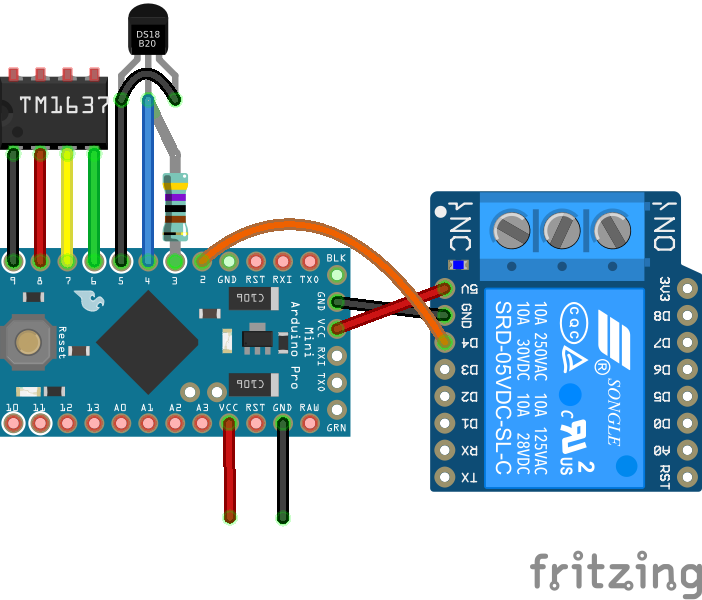 DS18
B20
TM1637
9 8 7 6 5 4 3 2 GND RST RXI TXO
BLK
GND
VCC
RXI
TXO
GRN
Reset
C106
C106
Arduino Pro
Mini
10 11 12 13 A0 A1 A2 A3 VCC RST GND RAW
NC
NO
5V
GND
D4
D3
D2
D1
RX
TX
3V3
D8
D7
D6
D5
D0
A0
RST
SONGLE
®
CQC
c
US
2
10A 250VAC 10A 125VAC
10A 30VDC 10A 28VDC
SRD-05VDC-SL-C
fritzing